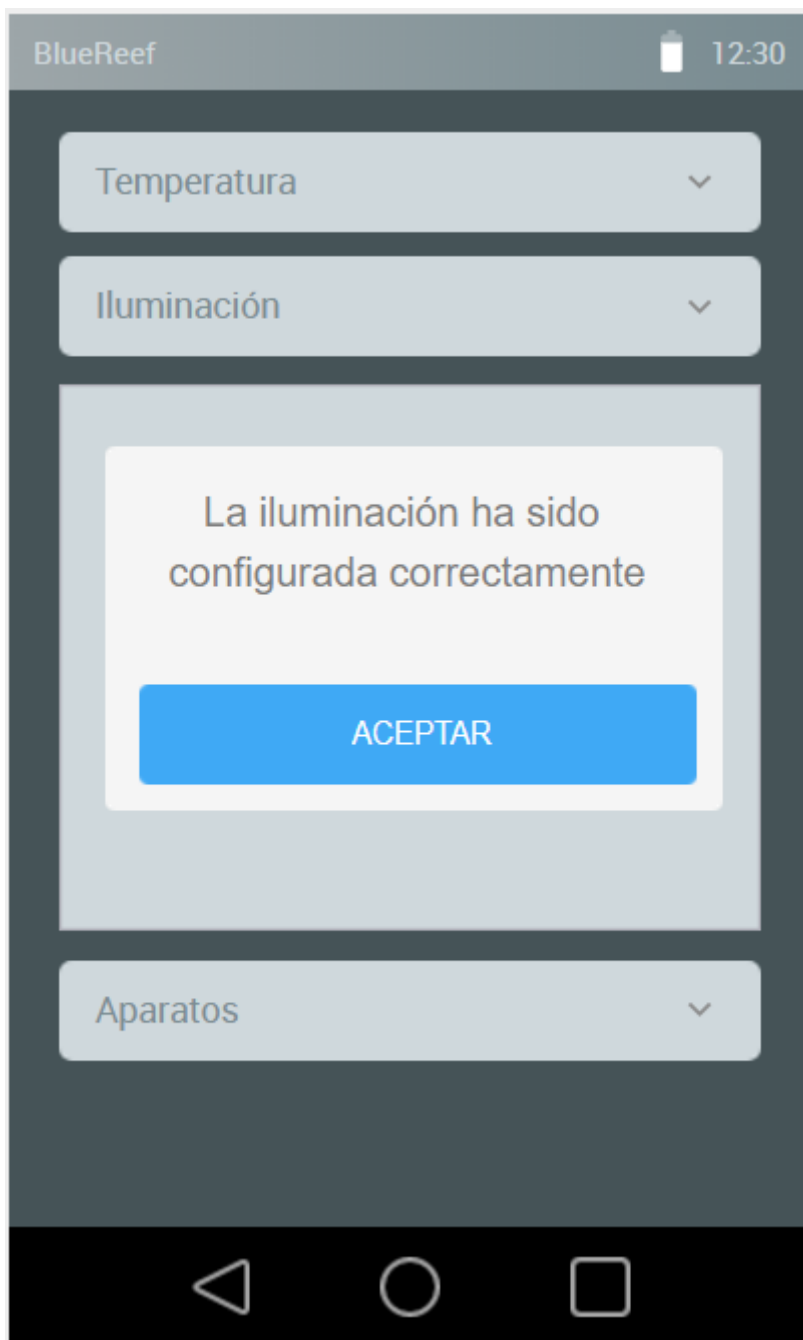 BlueReef 12:30
Temperatura
Iluminación
La iluminación ha sido
configurada correctamente
ACEPTAR
Aparatos